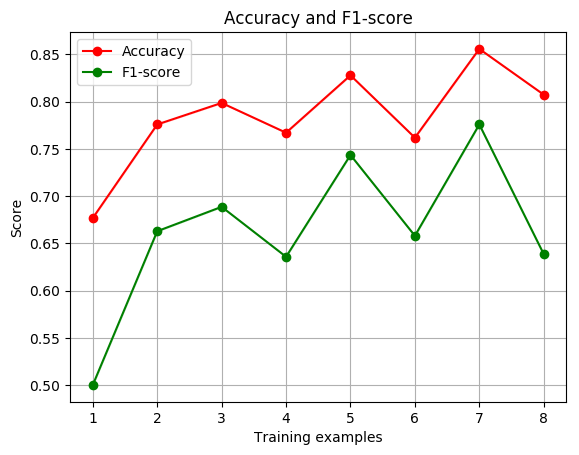 Accuracy and F1-score
Accuracy
F1-score
0.85
0.80
0.75
0.70
0.65
0.60
0.55
0.50
Score
1 2 3 4 5 6 7 8
Training examples